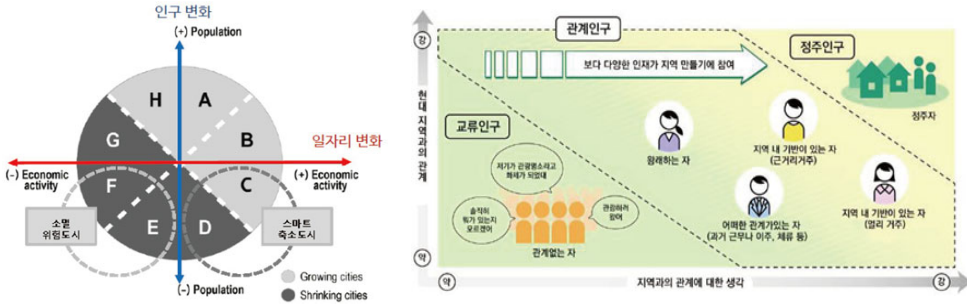 인구 변화
(+) Population
H
A
G
B
일자리 변화
(-) Economic
activity
(+) Economic
activity
F
C
E
D
소멸
위험도시
스마트
축소도시
(-) Population
Growing cities
Shrinking cities
강
현대 지역과의 관계
약
관계인구
정주인구
보다 다양한 인재가 지역 만들기에 참여
정주자
교류인구
왕래하는 자
지역 내 기반이 있는 자
(근거리거주)
저기가 관광명소라고
화제가 되었대
솔직히
뭐가 있는지
모르겠어
관광하러
왔어
관계없는 자
어떠한 관계가있는 자
(과거 근무나 이주, 체류 등)
지역 내 기반이 있는 자
(멀리 거주)
약
지역과의 관계에 대한 생각
강